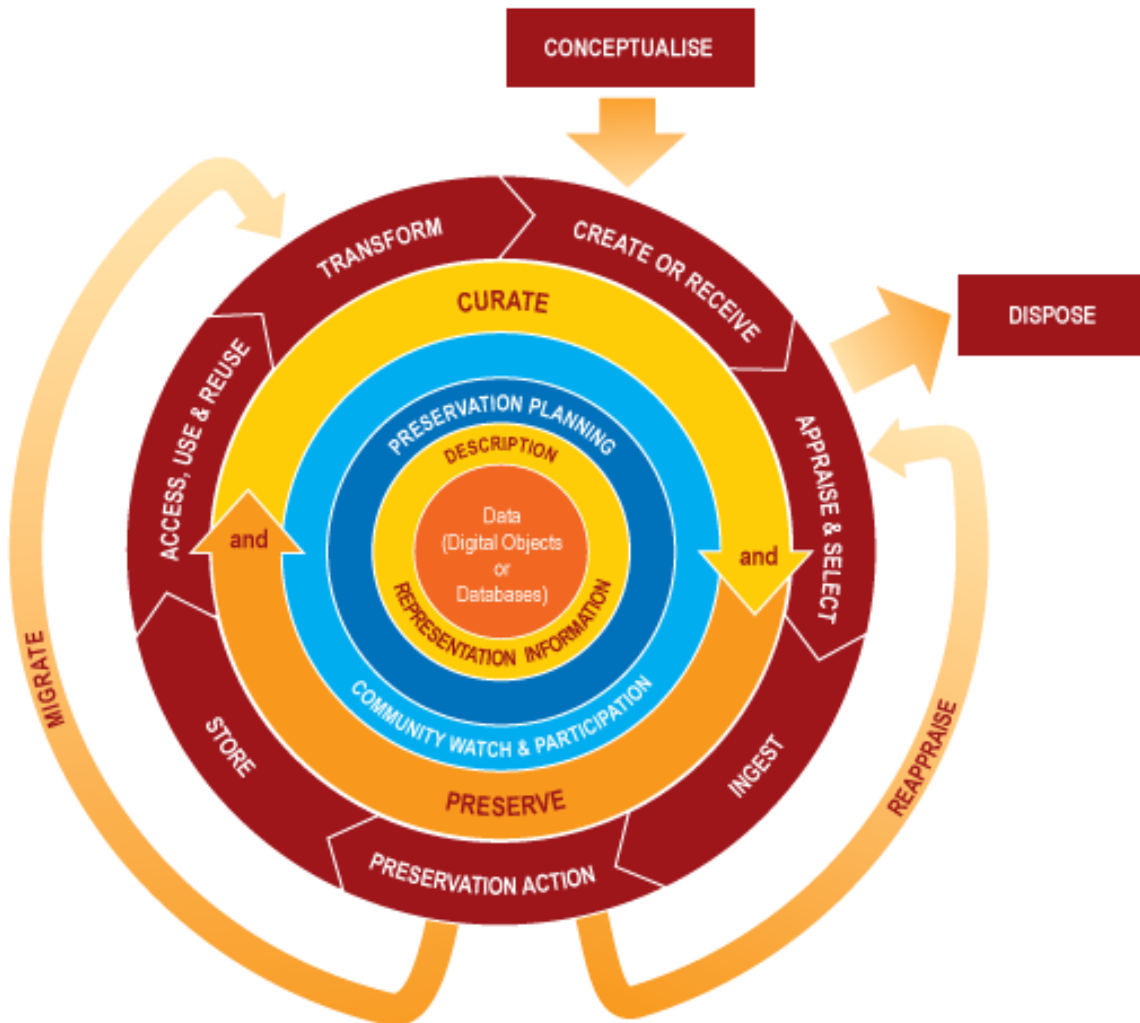 CONCEPTUALISE
CREATE OR RECEIVE
TRANSFORM
DISPOSE
CURATE
ACCESS, USE & REUSE
APPRAISE & SELECT
PRESERVATION PLANNING
DESCRIPTION
Data
(Digital Objects
or
Databases)
and
and
REPRESENTATION INFORMATION
COMMUNITY WATCH & PARTICIPATION
MIGRATE
STORE
INGEST
REAPPRAISE
PRESERVE
PRESERVATION ACTION